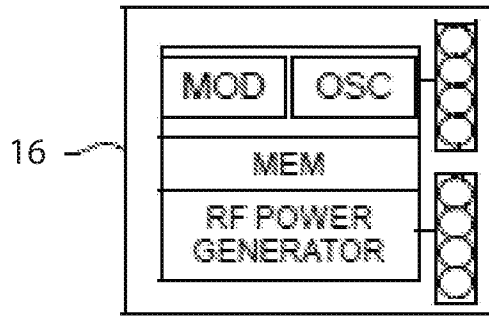 MOD OSC
16
MEM
RF POWER
GENERATOR